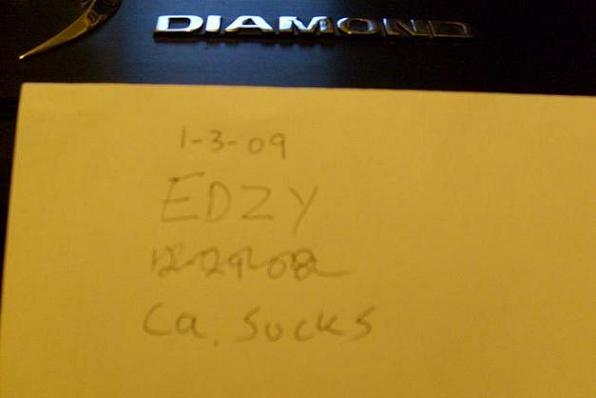 DIAMOND
1-3-09
EDZY
12-29-08
Ca. sucks